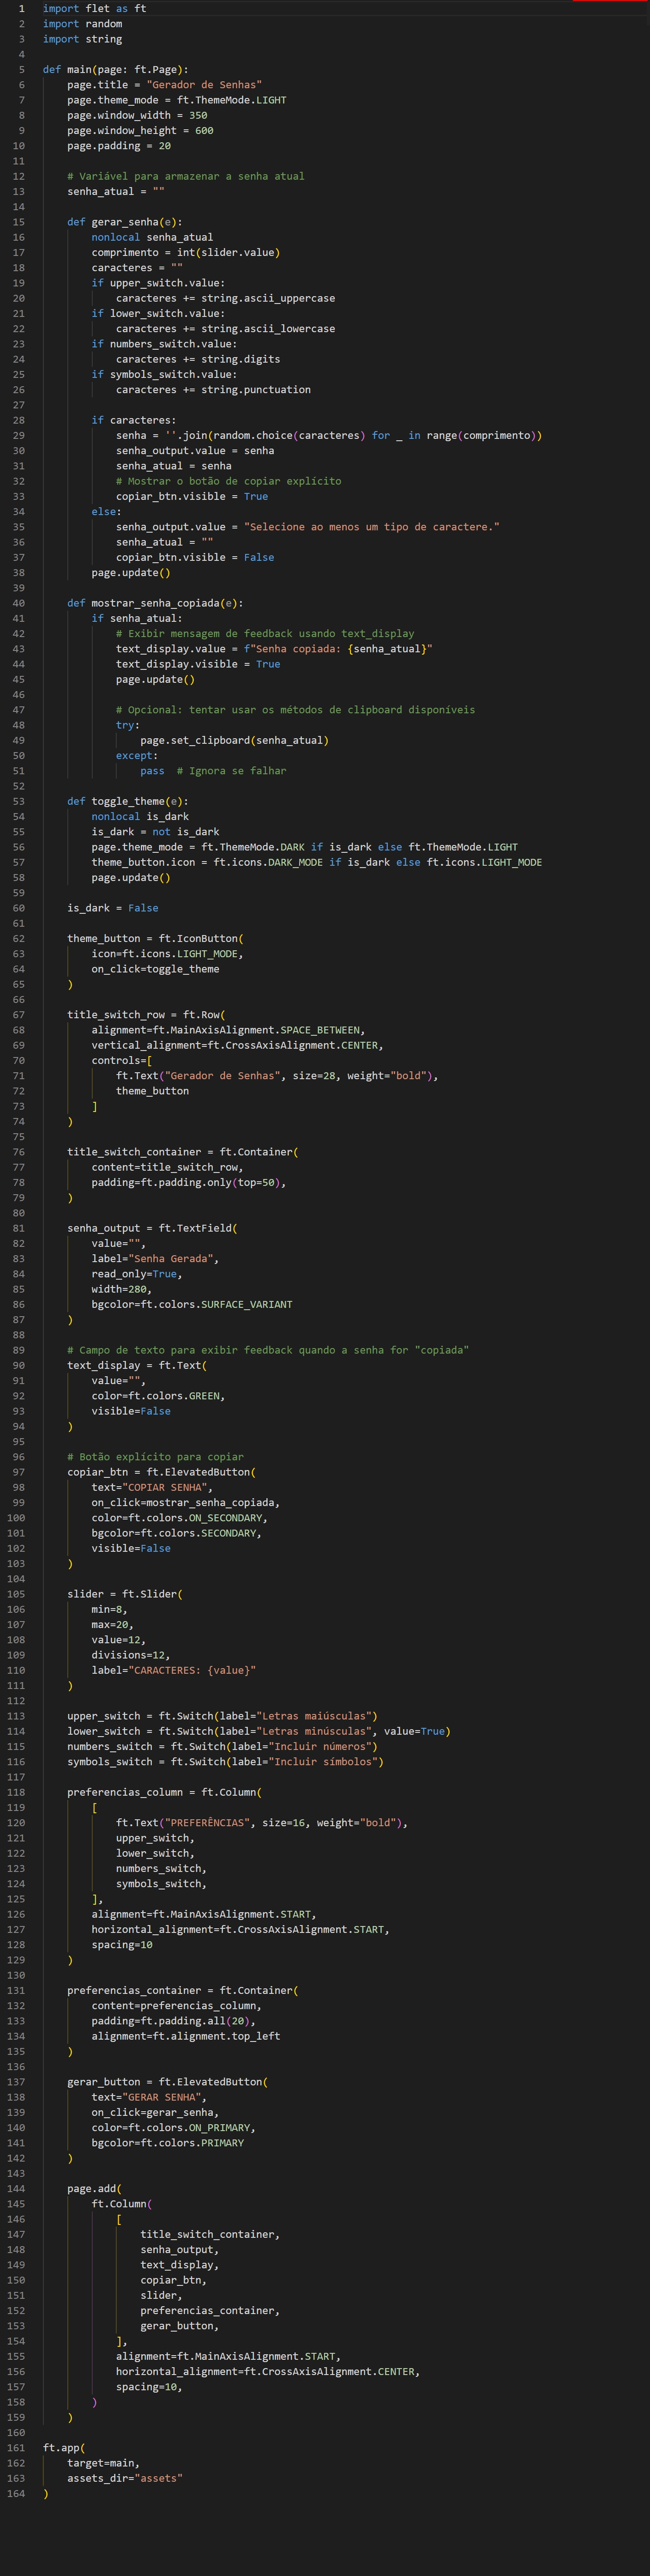 1 import flet as ft
2 import random
3 import string
4
5 def main(page: ft.Page):
6     page.title = "Gerador de Senhas"
7     page.theme_mode = ft.ThemeMode.LIGHT
8     page.window_width = 350
9     page.window_height = 600
10     page.padding = 20
11
12     # Variável para armazenar a senha atual
13     senha_atual = ""
14
15     def gerar_senha(e):
16         nonlocal senha_atual
17         comprimento = int(slider.value)
18         caracteres = ""
19         if upper_switch.value:
20             caracteres += string.ascii_uppercase
21         if lower_switch.value:
22             caracteres += string.ascii_lowercase
23         if numbers_switch.value:
24             caracteres += string.digits
25         if symbols_switch.value:
26             caracteres += string.punctuation
27
28         if caracteres:
29             senha = ''.join(random.choice(caracteres) for _ in range(comprimento))
30             senha_output.value = senha
31             senha_atual = senha
32             # Mostrar o botão de copiar explícito
33             copiar_btn.visible = True
34         else:
35             senha_output.value = "Selecione ao menos um tipo de caractere."
36             senha_atual = ""
37             copiar_btn.visible = False
38         page.update()
39
40     def mostrar_senha_copiada(e):
41         if senha_atual:
42             # Exibir mensagem de feedback usando text_display
43             text_display.value = f"Senha copiada: {senha_atual}"
44             text_display.visible = True
45             page.update()
46
47             # Opcional: tentar usar os métodos de clipboard disponíveis
48             try:
49                 page.set_clipboard(senha_atual)
50             except:
51                 pass  # Ignora se falhar
52
53     def toggle_theme(e):
54         nonlocal is_dark
55         is_dark = not is_dark
56         page.theme_mode = ft.ThemeMode.DARK if is_dark else ft.ThemeMode.LIGHT
57         theme_button.icon = ft.icons.DARK_MODE if is_dark else ft.icons.LIGHT_MODE
58         page.update()
59
60     is_dark = False
61
62     theme_button = ft.IconButton(
63         icon=ft.icons.LIGHT_MODE,
64         on_click=toggle_theme
65     )
66
67     title_switch_row = ft.Row(
68         alignment=ft.MainAxisAlignment.SPACE_BETWEEN,
69         vertical_alignment=ft.CrossAxisAlignment.CENTER,
70         controls=[
71             ft.Text("Gerador de Senhas", size=28, weight="bold"),
72             theme_button
73         ]
74     )
75
76     title_switch_container = ft.Container(
77         content=title_switch_row,
78         padding=ft.padding.only(top=50),
79     )
80
81     senha_output = ft.TextField(
82         value="",
83         label="Senha Gerada",
84         read_only=True,
85         width=280,
86         bgcolor=ft.colors.SURFACE_VARIANT
87     )
88
89     # Campo de texto para exibir feedback quando a senha for "copiada"
90     text_display = ft.Text(
91         value="",
92         color=ft.colors.GREEN,
93         visible=False
94     )
95
96     # Botão explícito para copiar
97     copiar_btn = ft.ElevatedButton(
98         text="COPIAR SENHA",
99         on_click=mostrar_senha_copiada,
100         color=ft.colors.ON_SECONDARY,
101         bgcolor=ft.colors.SECONDARY,
102         visible=False
103     )
104
105     slider = ft.Slider(
106         min=8,
107         max=20,
108         value=12,
109         divisions=12,
110         label="CARACTERES: {value}"
111     )
112
113     upper_switch = ft.Switch(label="Letras maiúsculas")
114     lower_switch = ft.Switch(label="Letras minúsculas", value=True)
115     numbers_switch = ft.Switch(label="Incluir números")
116     symbols_switch = ft.Switch(label="Incluir símbolos")
117
118     preferencias_column = ft.Column(
119         [
120             ft.Text("PREFERÊNCIAS", size=16, weight="bold"),
121             upper_switch,
122             lower_switch,
123             numbers_switch,
124             symbols_switch,
125         ],
126         alignment=ft.MainAxisAlignment.START,
127         horizontal_alignment=ft.CrossAxisAlignment.START,
128         spacing=10
129     )
130
131     preferencias_container = ft.Container(
132         content=preferencias_column,
133         padding=ft.padding.all(20),
134         alignment=ft.alignment.top_left
135     )
136
137     gerar_button = ft.ElevatedButton(
138         text="GERAR SENHA",
139         on_click=gerar_senha,
140         color=ft.colors.ON_PRIMARY,
141         bgcolor=ft.colors.PRIMARY
142     )
143
144     page.add(
145         ft.Column(
146             [
147                 title_switch_container,
148                 senha_output,
149                 text_display,
150                 copiar_btn,
151                 slider,
152                 preferencias_container,
153                 gerar_button,
154             ],
155             alignment=ft.MainAxisAlignment.START,
156             horizontal_alignment=ft.CrossAxisAlignment.CENTER,
157             spacing=10,
158         )
159     )
160
161 ft.app(
162     target=main,
163     assets_dir="assets"
164 )